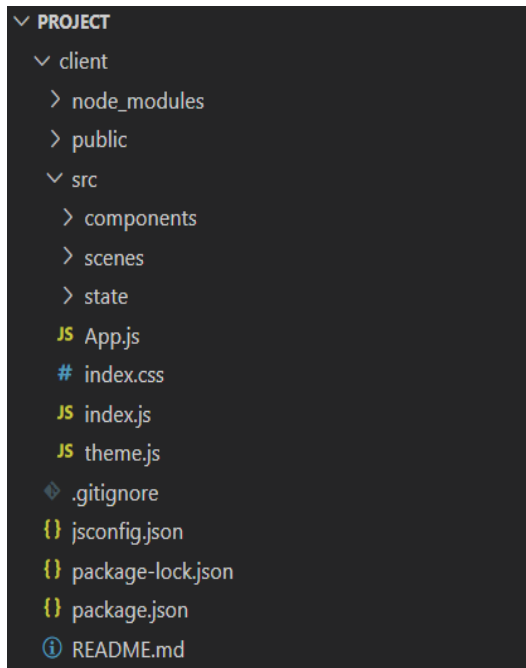 PROJECT
client
node_modules
public
src
components
scenes
state
JS App.js
# index.css
JS index.js
JS theme.js
.gitignore
{} jsconfig.json
{} package-lock.json
{} package.json
README.md